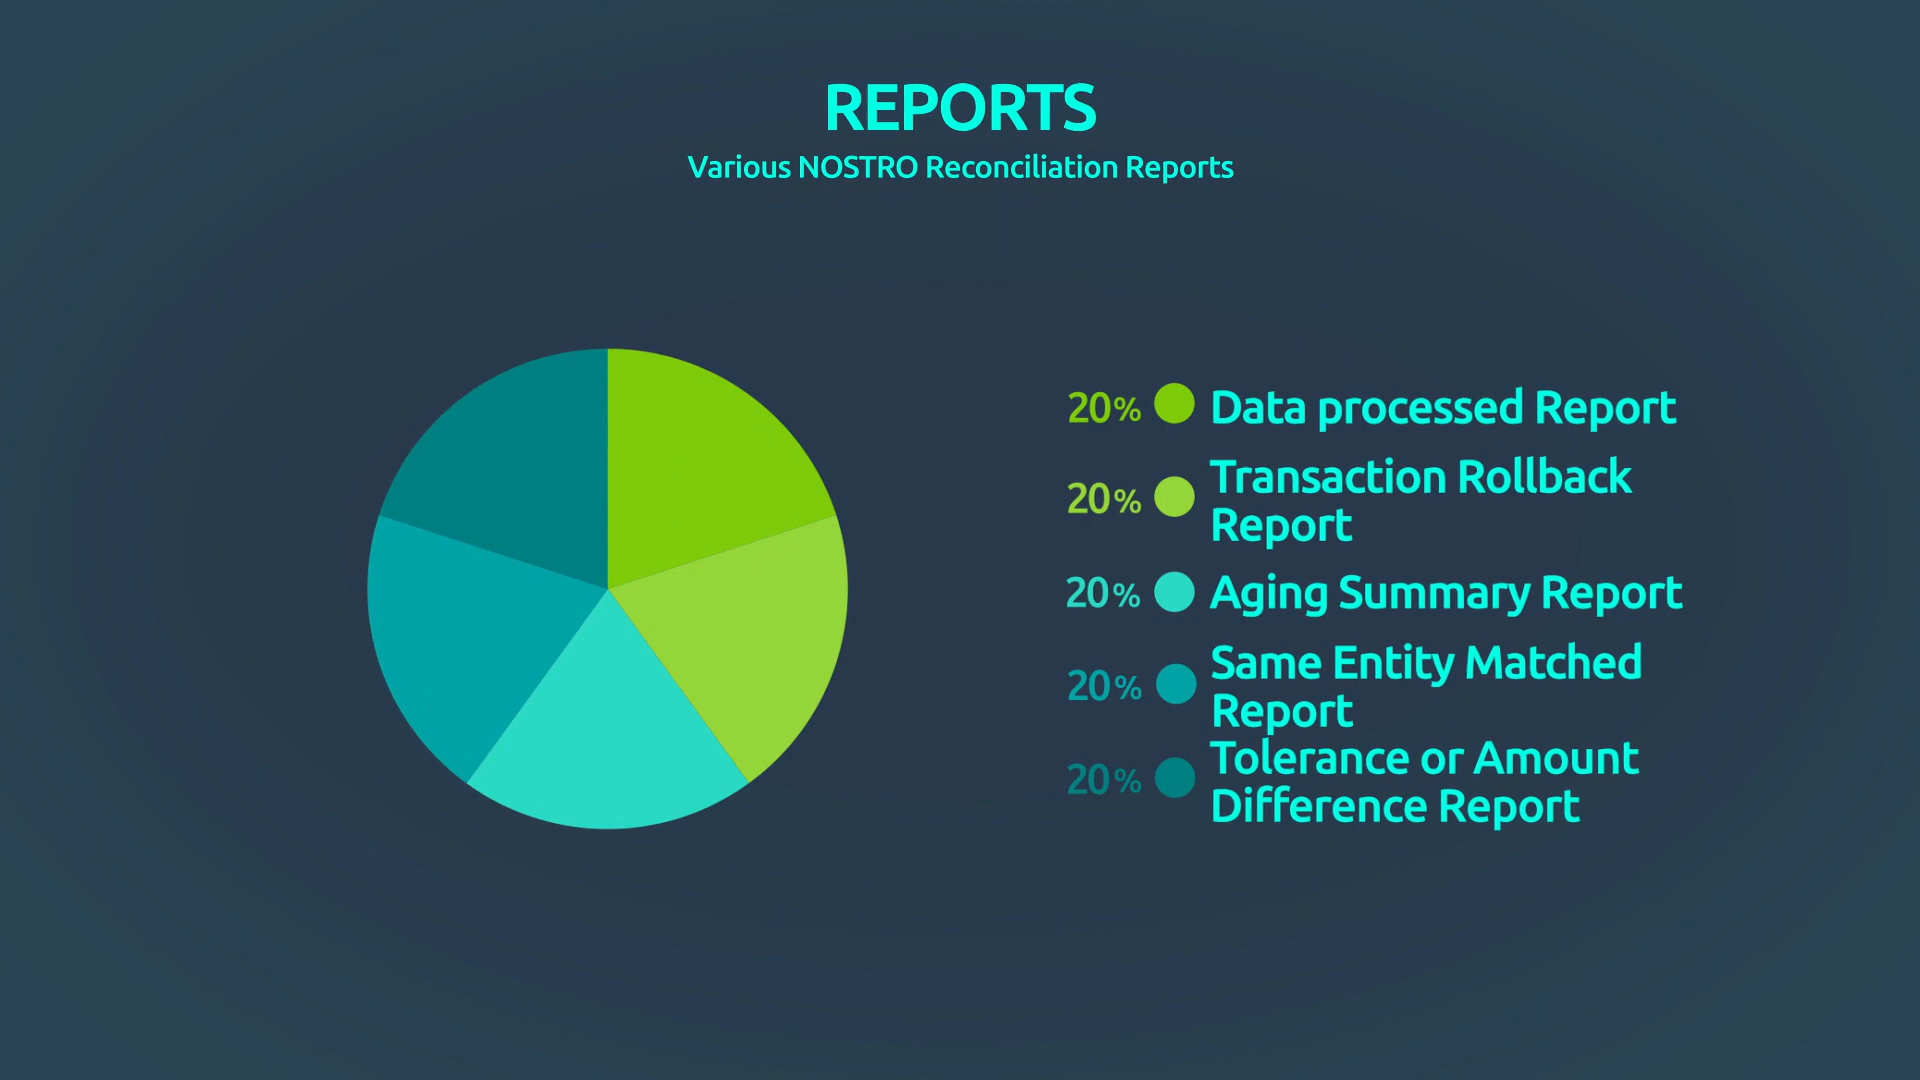 REPORTS
Various NOSTRO Reconciliation Reports
20% Data processed Report
20% Transaction Rollback
Report
20% Aging Summary Report
20% Same Entity Matched
Report
20% Tolerance or Amount
Difference Report